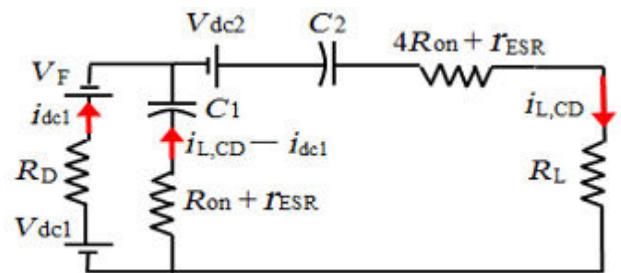 Vdc2
C2
4Ron + rESR
VF
idc1
C1
iL,CD
iL,CD − idc1
RD
RL
Ron + rESR
Vdc1